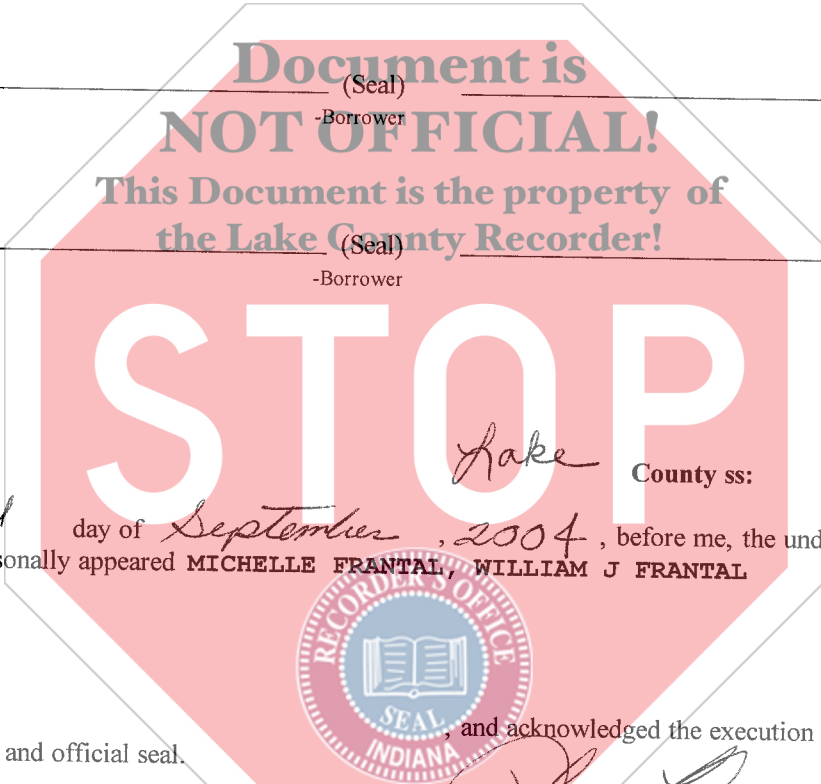 Document is
(Seal)
-Borrower
NOT OFFICIAL!
This Document is the property of
the Lake County Recorder!
(Seal)
-Borrower
STOP
Lake County ss:
day of September , 2004 , before me, the und
sonally appeared MICHELLE FRANTAL, WILLIAM J FRANTAL
RECORDER'S OFFICE
SEAL
INDIANA
, and acknowledged the execution
and official seal.